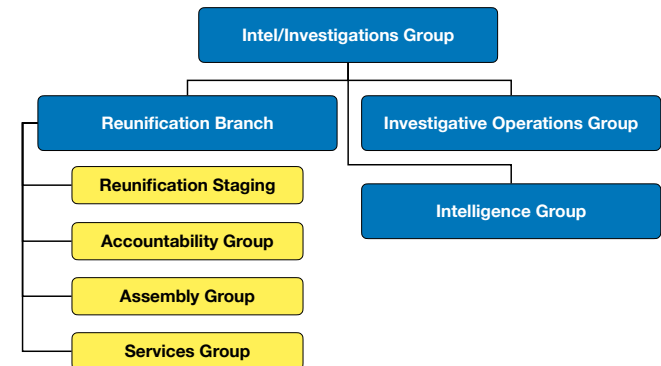 Intel/Investigations Group
Reunification Branch
Investigative Operations Group
Reunification Staging
Intelligence Group
Accountability Group
Assembly Group
Services Group